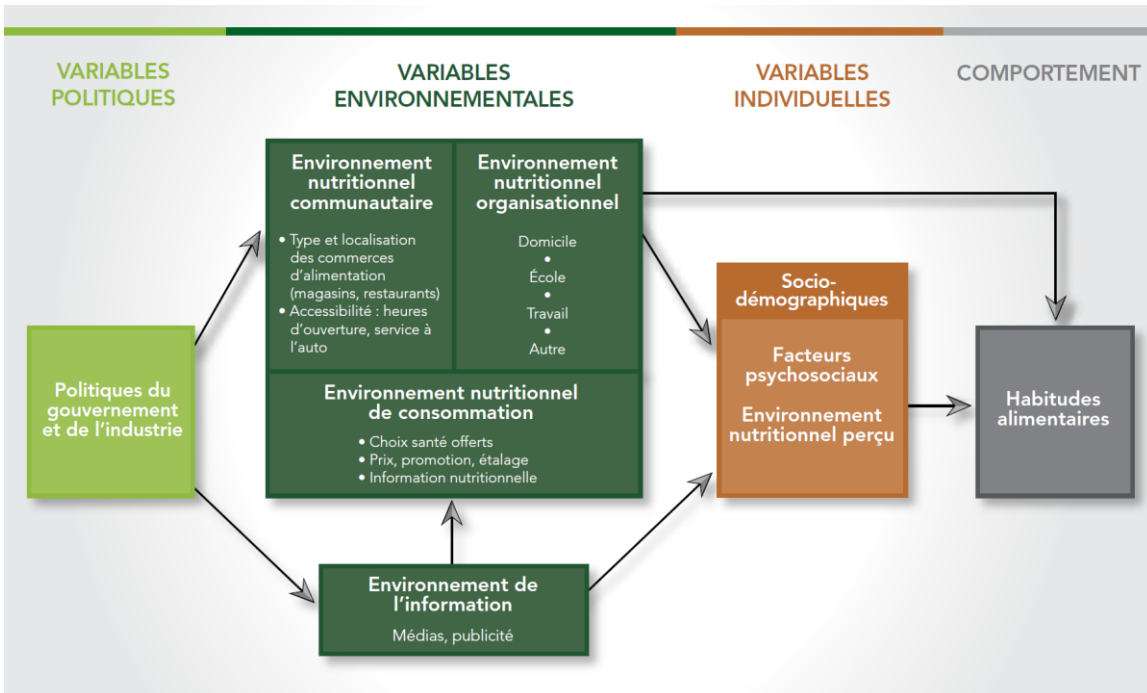 VARIABLES
POLITIQUES
VARIABLES
ENVIRONNEMENTALES
VARIABLES
INDIVIDUELLES
COMPORTEMENT
Politiques du
gouvernement
et de l'industrie
Environnement
nutritionnel
communautaire
• Type et localisation
des commerces
d'alimentation
(magasins, restaurants)
• Accessibilité : heures
d'ouverture, service à
l'auto
Environnement
nutritionnel
organisationnel
Domicile
•
École
•
Travail
•
Autre
Environnement nutritionnel
de consommation
• Choix santé offerts
• Prix, promotion, étalage
• Information nutritionnelle
Environnement de
l'information
Médias, publicité
Socio-
démographiques
Facteurs
psychosociaux
Environnement
nutritionnel perçu
Habitudes
alimentaires